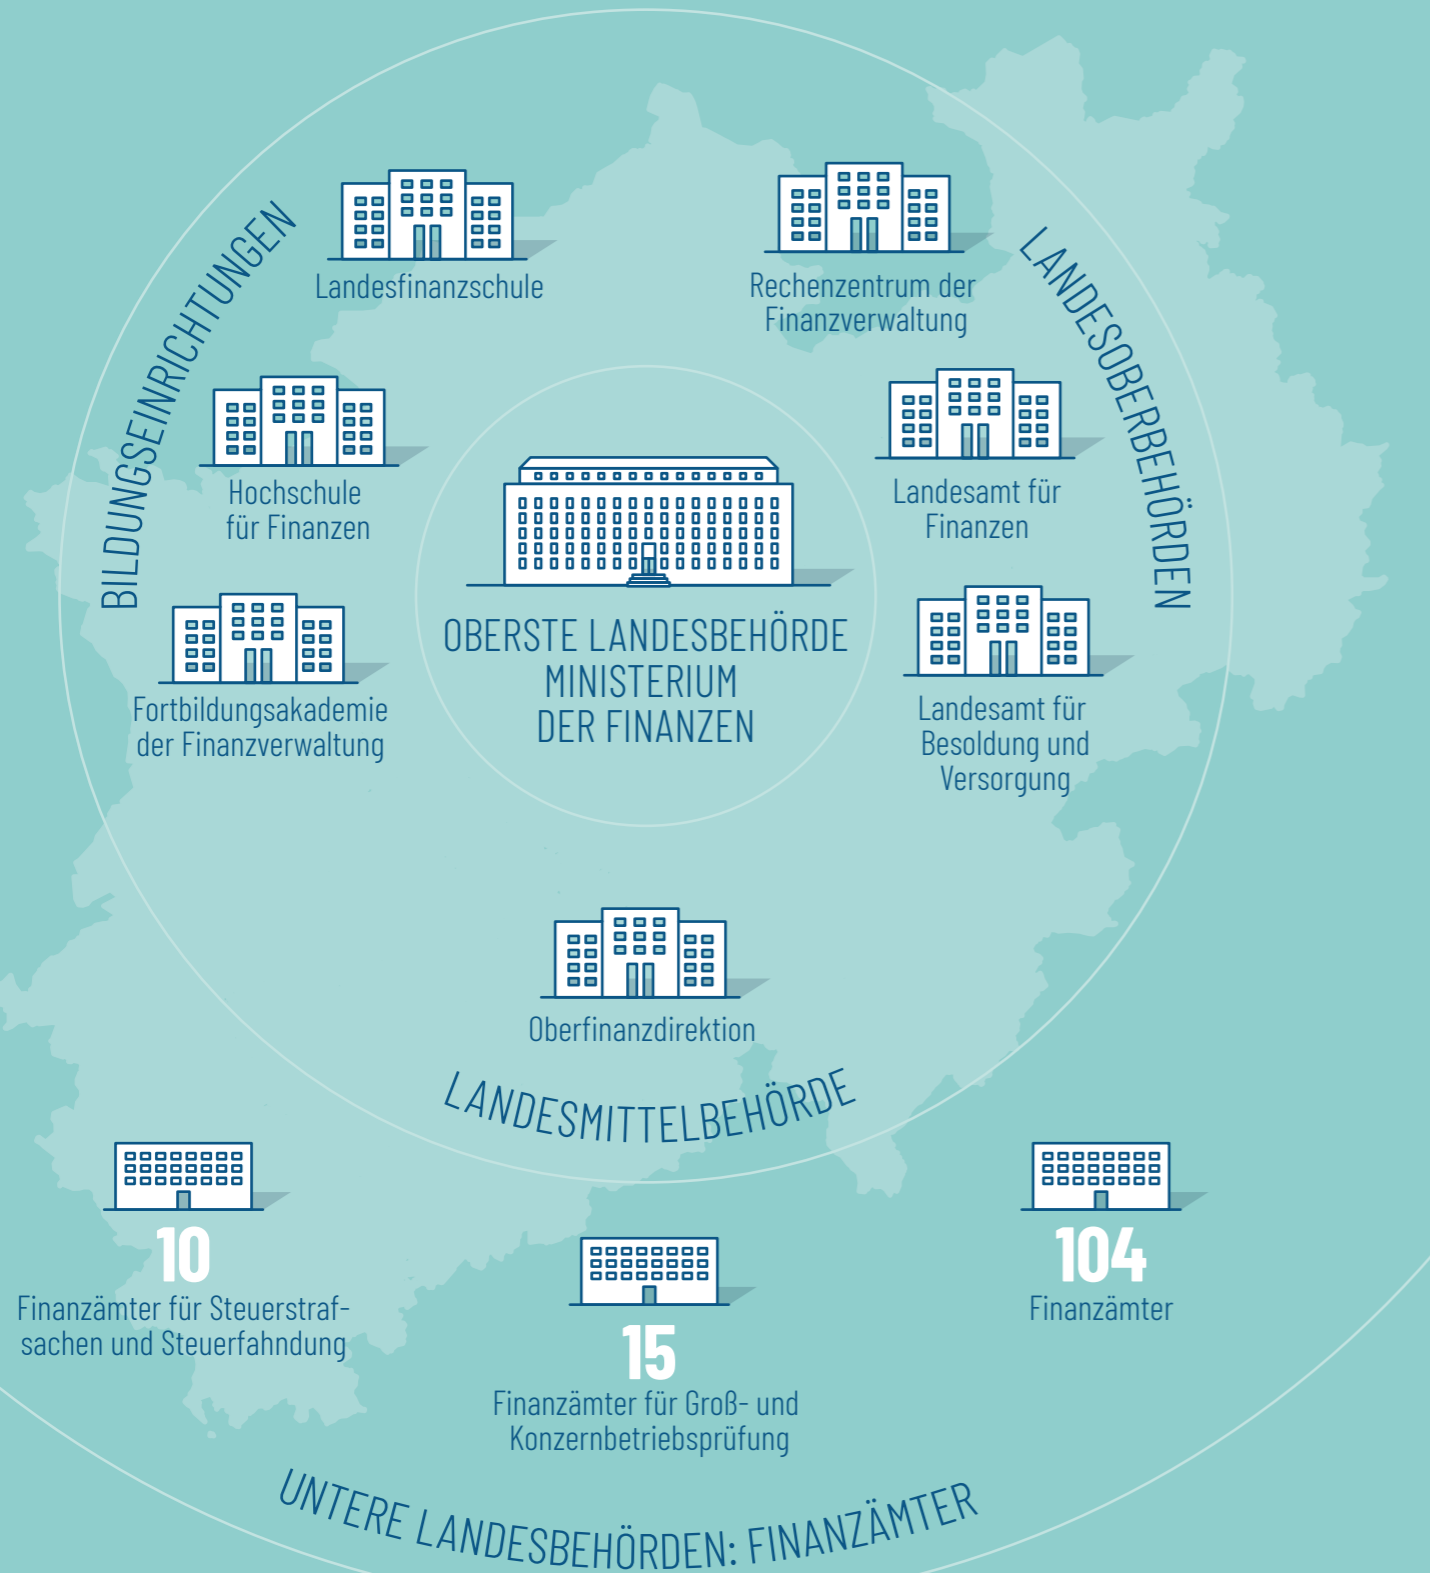 BILDUNGSEINRICHTUNGEN
Landesfinanzschule
Hochschule
für Finanzen
Fortbildungsakademie
der Finanzverwaltung
LANDESOBERBEHÖRDEN
Rechenzentrum der
Finanzverwaltung
Landesamt für
Finanzen
Landesamt für
Besoldung und
Versorgung
OBERSTE LANDESBEHÖRDE
MINISTERIUM
DER FINANZEN
Oberfinanzdirektion
LANDESMITTELBEHÖRDE
10
Finanzämter für Steuerstraf-
sachen und Steuerfahndung
15
Finanzämter für Groß- und
Konzernbetriebsprüfung
104
Finanzämter
UNTERE LANDESBEHÖRDEN: FINANZÄMTER